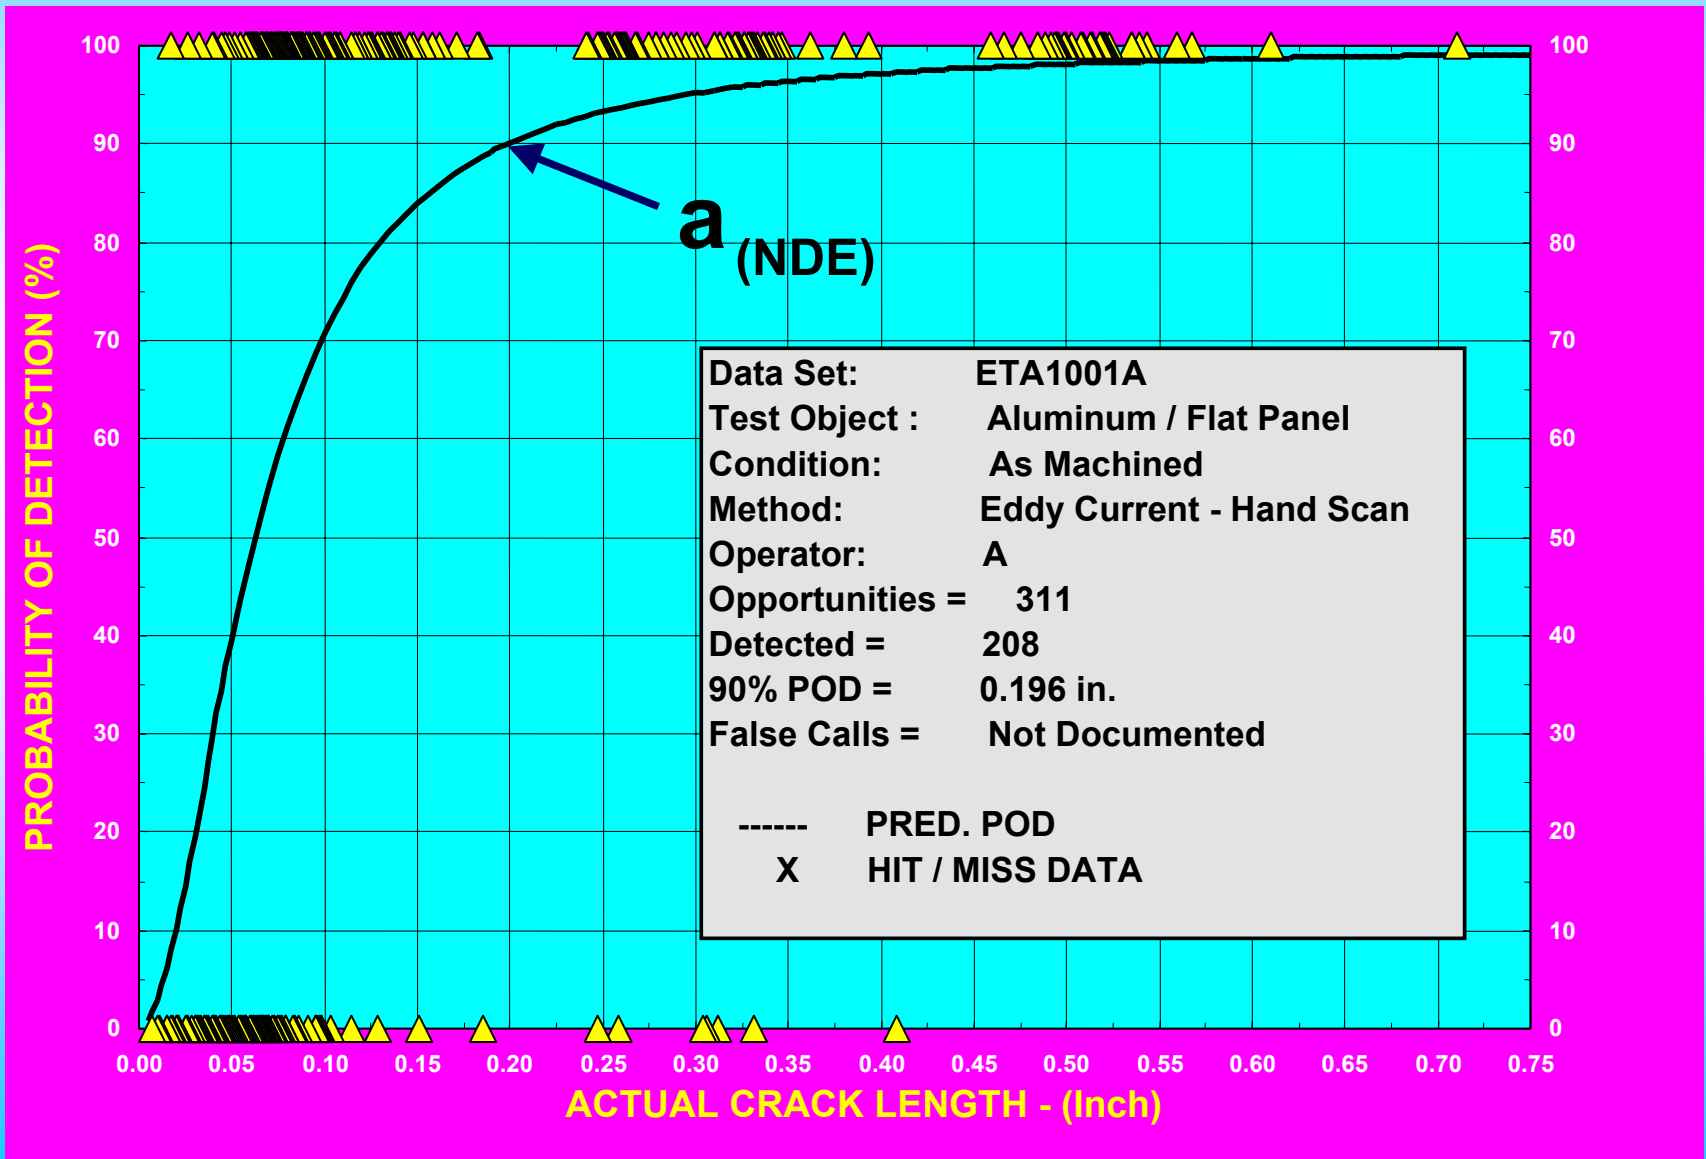 100 100
90 90
a (NDE)
80 80
70 70
60 60
50 50
40 40
30 30
20 20
10 10
0 0
PROBABILITY OF DETECTION (%)
Data Set: ETA1001A
Test Object : Aluminum / Flat Panel
Condition: As Machined
Method: Eddy Current - Hand Scan
Operator: A
Opportunities = 311
Detected = 208
90% POD = 0.196 in.
False Calls = Not Documented
------ PRED. POD
X HIT / MISS DATA
0.00 0.05 0.10 0.15 0.20 0.25 0.30 0.35 0.40 0.45 0.50 0.55 0.60 0.65 0.70 0.75
ACTUAL CRACK LENGTH - (Inch)